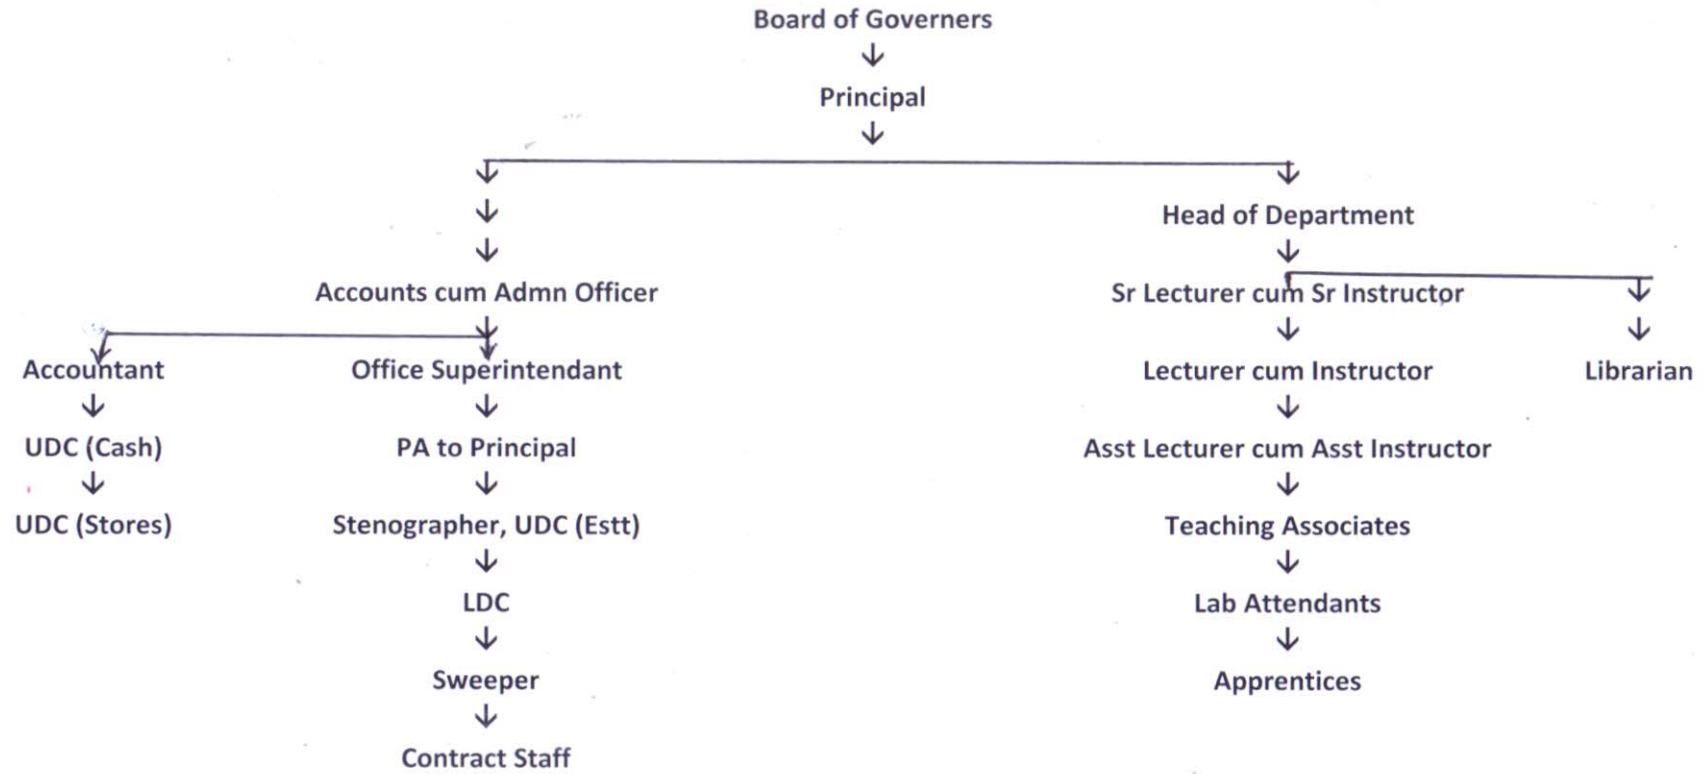 Board of Governers
Principal
Head of Department
Accounts cum Admn Officer
Sr Lecturer cum Sr Instructor
Accountant
Office Superintendant
Lecturer cum Instructor
Librarian
UDC (Cash)
PA to Principal
Asst Lecturer cum Asst Instructor
UDC (Stores)
Stenographer, UDC (Estt)
Teaching Associates
LDC
Lab Attendants
Sweeper
Apprentices
Contract Staff